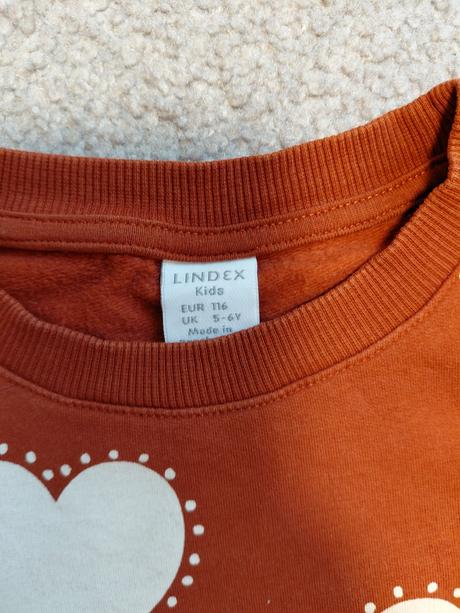 LINDEX
Kids
EUR 116
UK 5-6Y
Made in